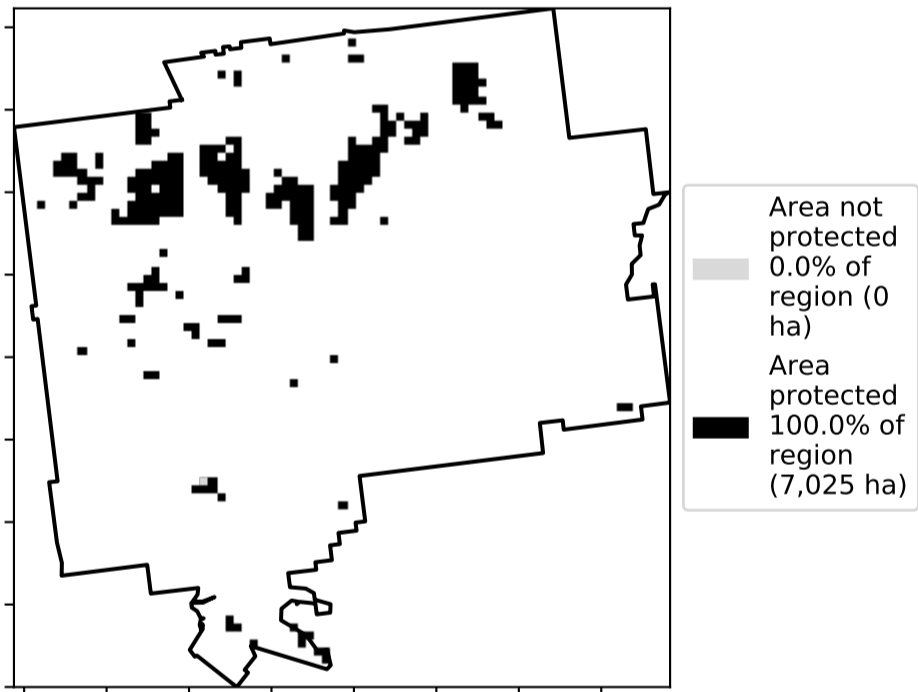 Area not
protected
0.0% of
region (0
ha)
Area
protected
100.0% of
region
(7,025 ha)